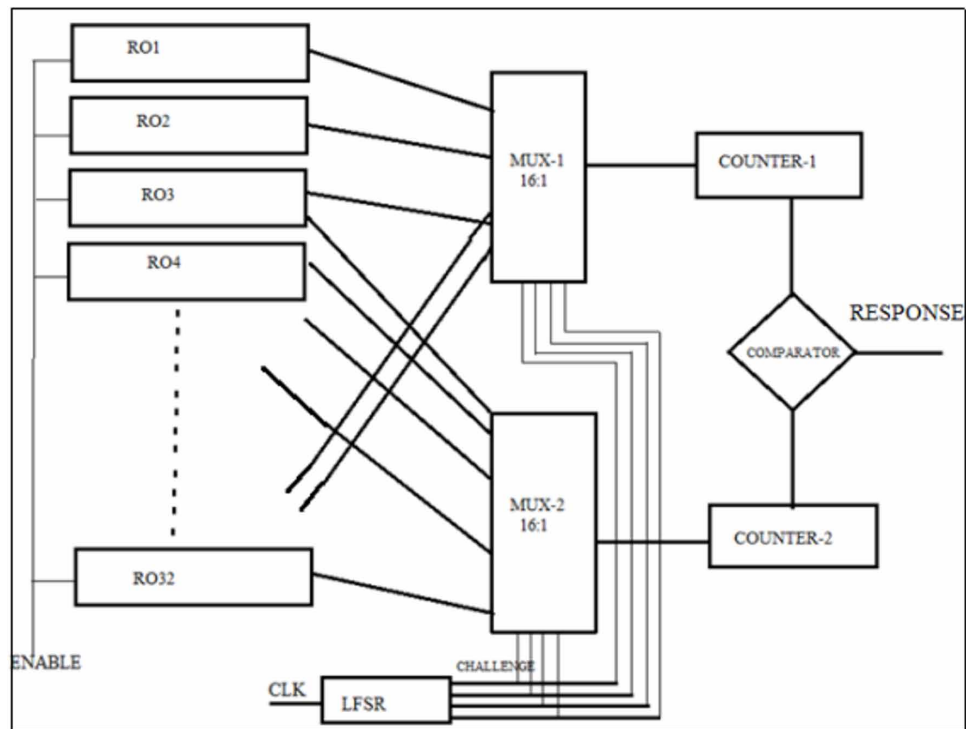 RO1
RO2
RO3
RO4
RO32
ENABLE
MUX-1
16:1
MUX-2
16:1
COUNTER-1
COMPARATOR
RESPONSE
COUNTER-2
CHALLENGE
CLK
LFSR